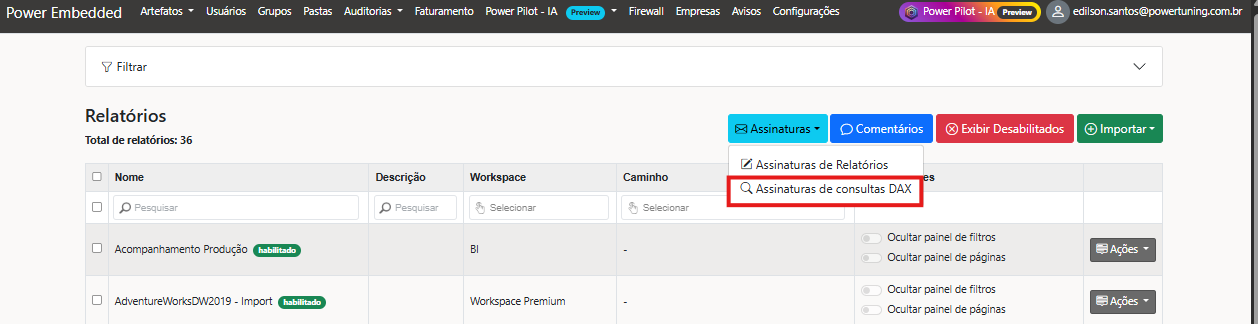 Power Embedded Artefatos Usuários Grupos Pastas Auditorias Faturamento Power Pilot - IA Preview Firewall Empresas Avisos Configurações Power Pilot - IA Preview edilson.santos@powertuning.com.br
Filtrar
Relatórios
Total de relatórios: 36
Assinaturas Comentários Exibir Desabilitados Importar
Assinaturas de Relatórios
Assinaturas de consultas DAX
Nome Descrição Workspace Caminho es
Pesquisar Pesquisar Selecionar Selecionar
Acompanhamento Produção habilitado BI - Ocultar painel de filtros
Ocultar painel de páginas
Ações
AdventureWorksDW2019 - Import habilitado Workspace Premium - Ocultar painel de filtros
Ocultar painel de páginas
Ações